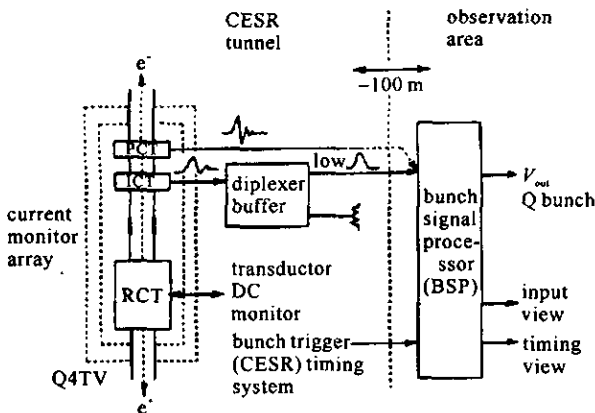 CESR
tunnel
observation
area
~100 m
e-
PCT
ICT
low
diplexer
buffer
current
monitor
array
RCT
transductor
DC
monitor
bunch trigger
(CESR) timing
system
Q4TV
e+
bunch
signal
proces-
sor
(BSP)
V_out
Q bunch
input
view
timing
view